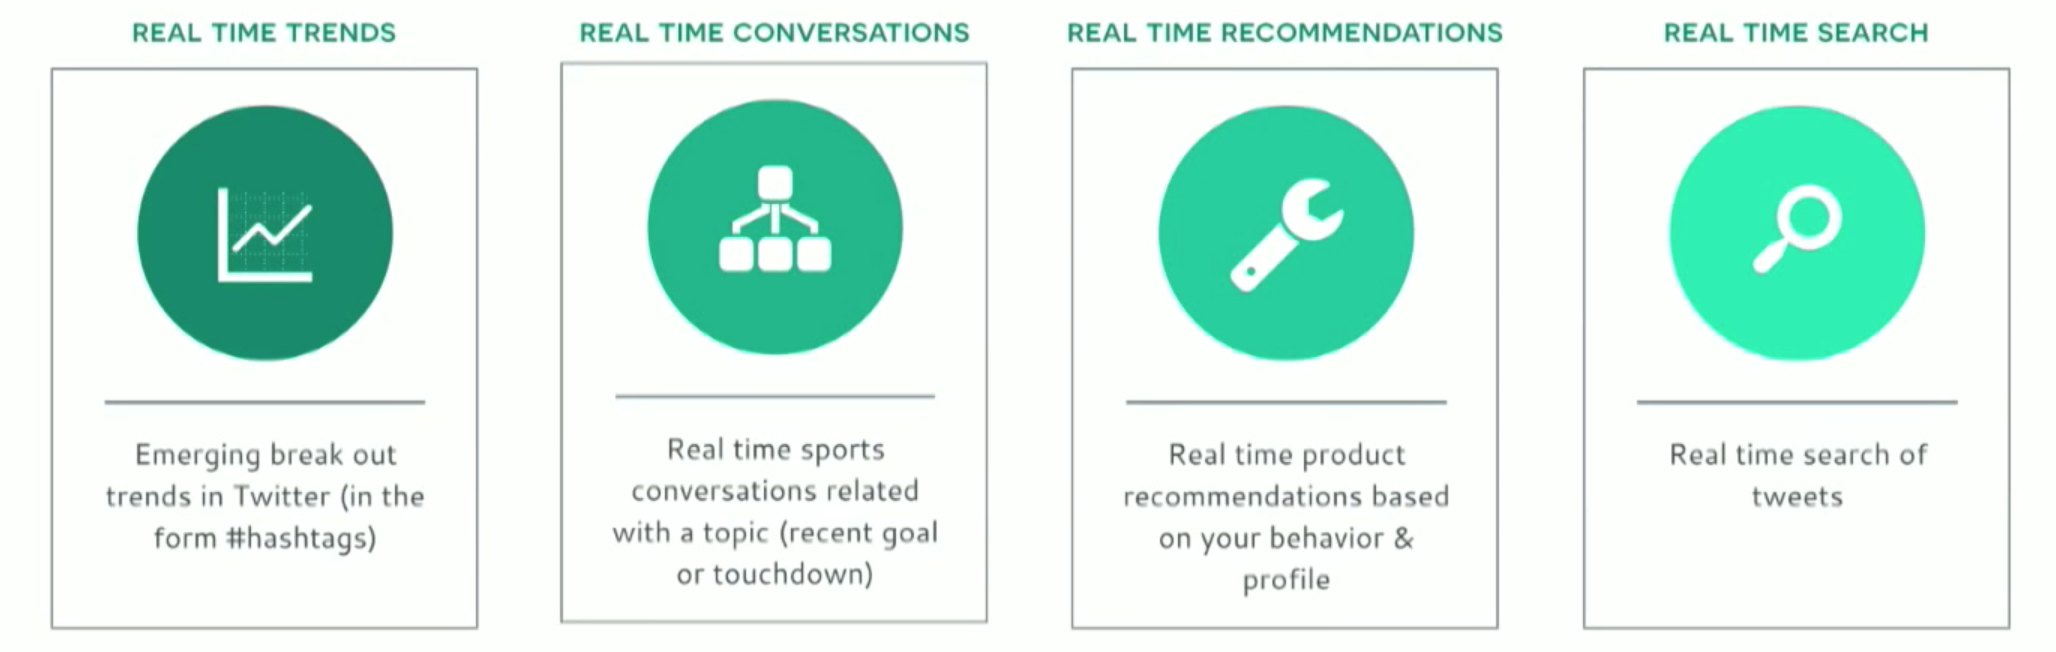 REAL TIME TRENDS
Emerging break out
trends in Twitter (in the
form #hashtags)
REAL TIME CONVERSATIONS
Real time sports
conversations related
with a topic (recent goal
or touchdown)
REAL TIME RECOMMENDATIONS
Real time product
recommendations based
on your behavior &
profile
REAL TIME SEARCH
Real time search of
tweets